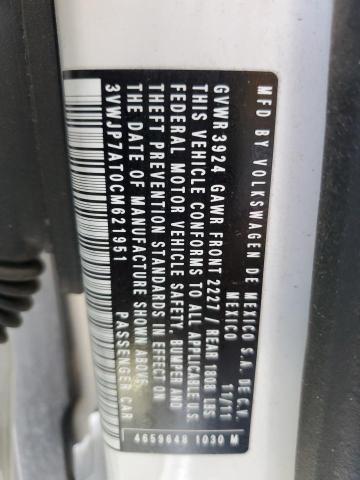 MFD BY VOLKSWAGEN DE MEXICO S.A. DE C.V.
MEXICO 11/11
GVWR 3924 GAWR FRONT 2227 / REAR 1808 LBS
THIS VEHICLE CONFORMS TO ALL APPLICABLE U.S.
FEDERAL MOTOR VEHICLE SAFETY, BUMPER AND
THEFT PREVENTION STANDARDS IN EFFECT ON
THE DATE OF MANUFACTURE SHOWN ABOVE.
3VWJP7AT0CM621951 PASSENGER CAR
4659648 1030 M